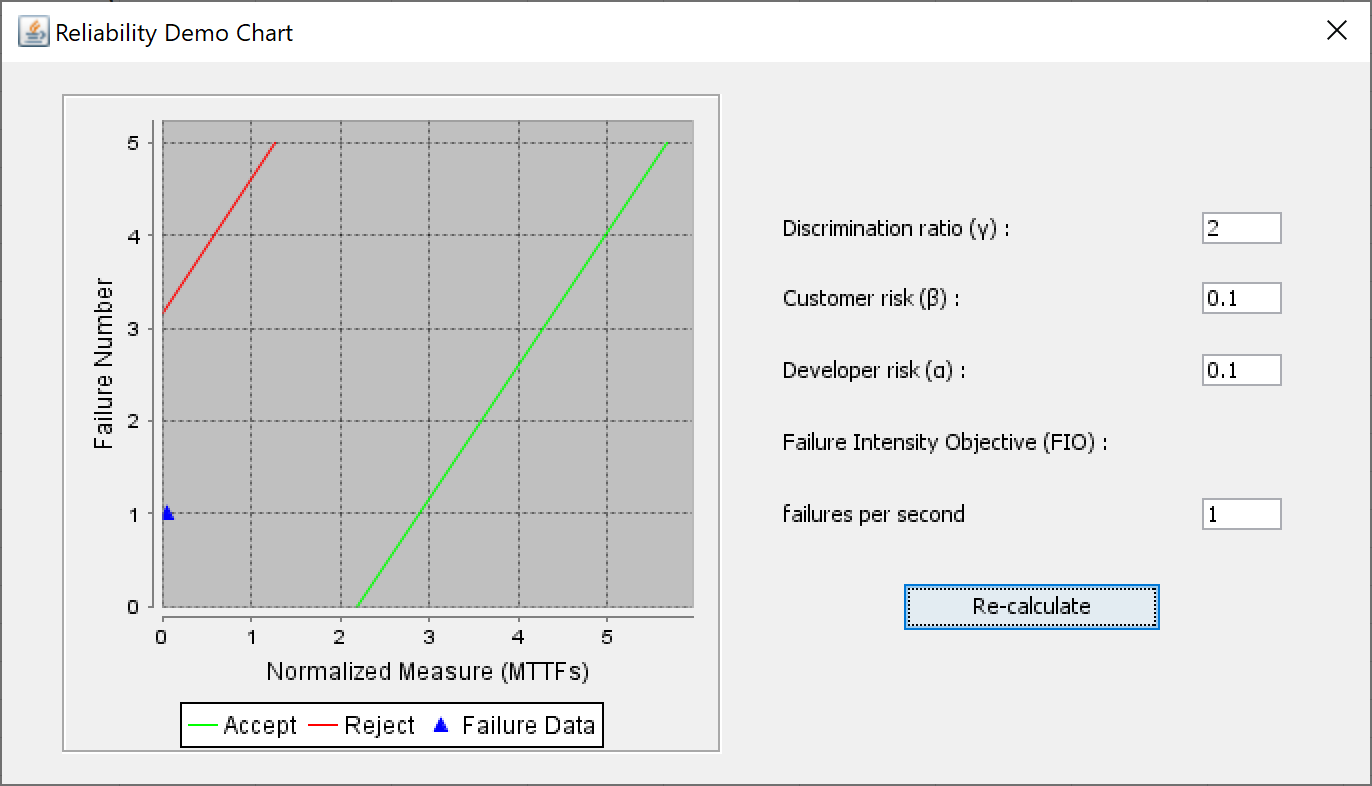 Reliability Demo Chart
Failure Number
5
4
3
2
1
0
0 1 2 3 4 5
Normalized Measure (MTTFs)
Accept Reject Failure Data
Discrimination ratio (γ) : 2
Customer risk (β) : 0.1
Developer risk (α) : 0.1
Failure Intensity Objective (FIO) :
failures per second 1
Re-calculate